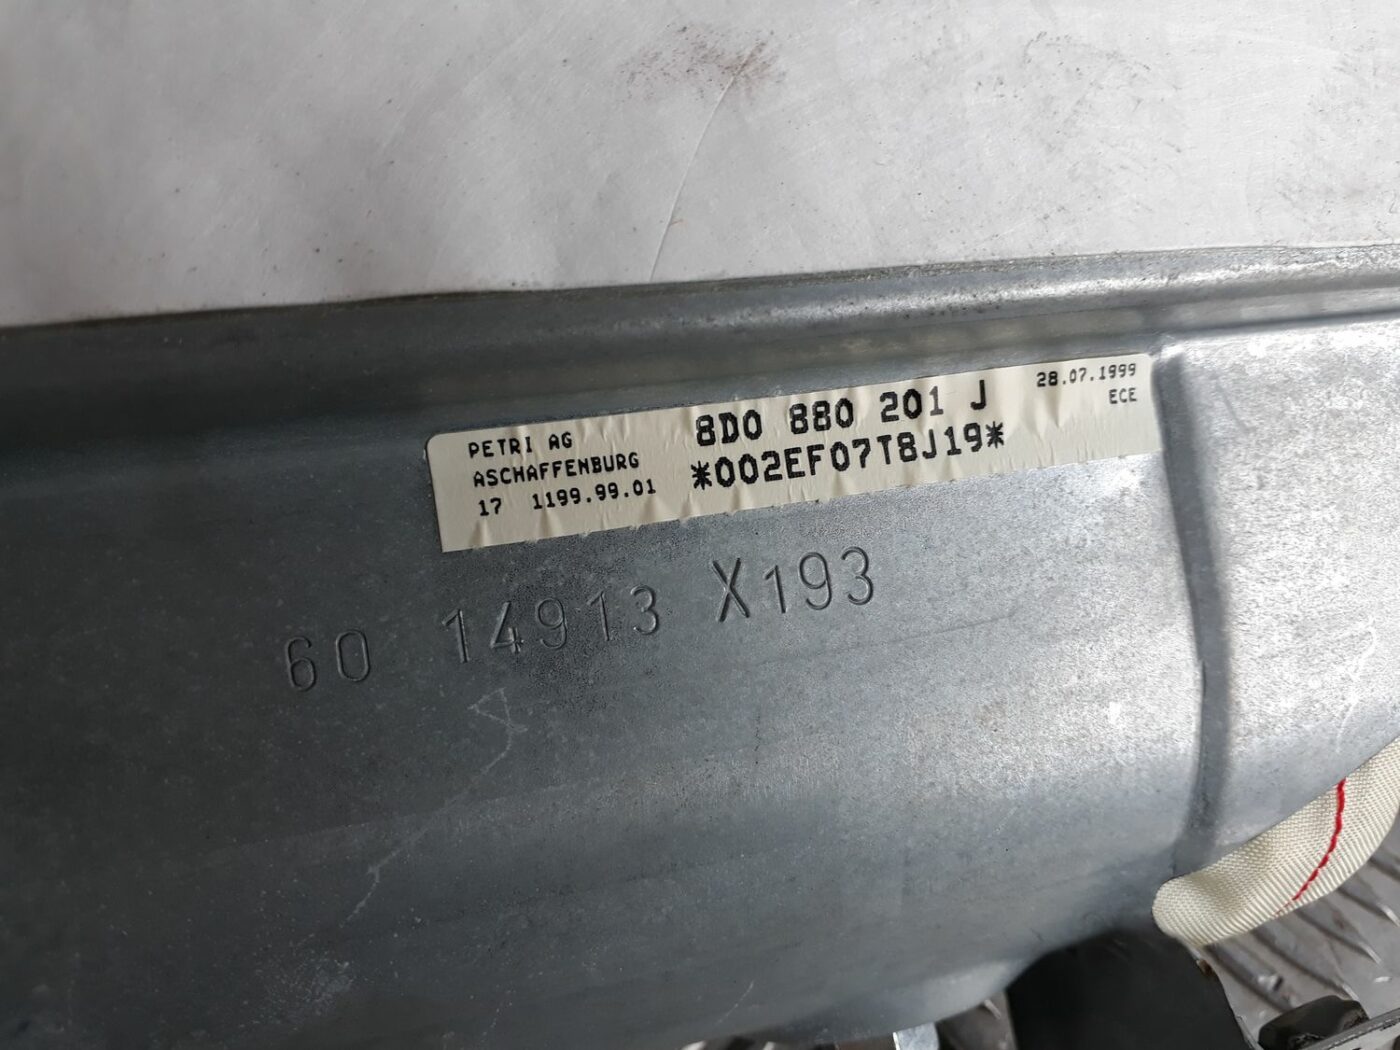 PETRI AG
ASCHAFFENBURG
17 1199.99.01
8D0 880 201 J
*002EF07T8J19*
28.07.1999
ECE
60 14913 X193